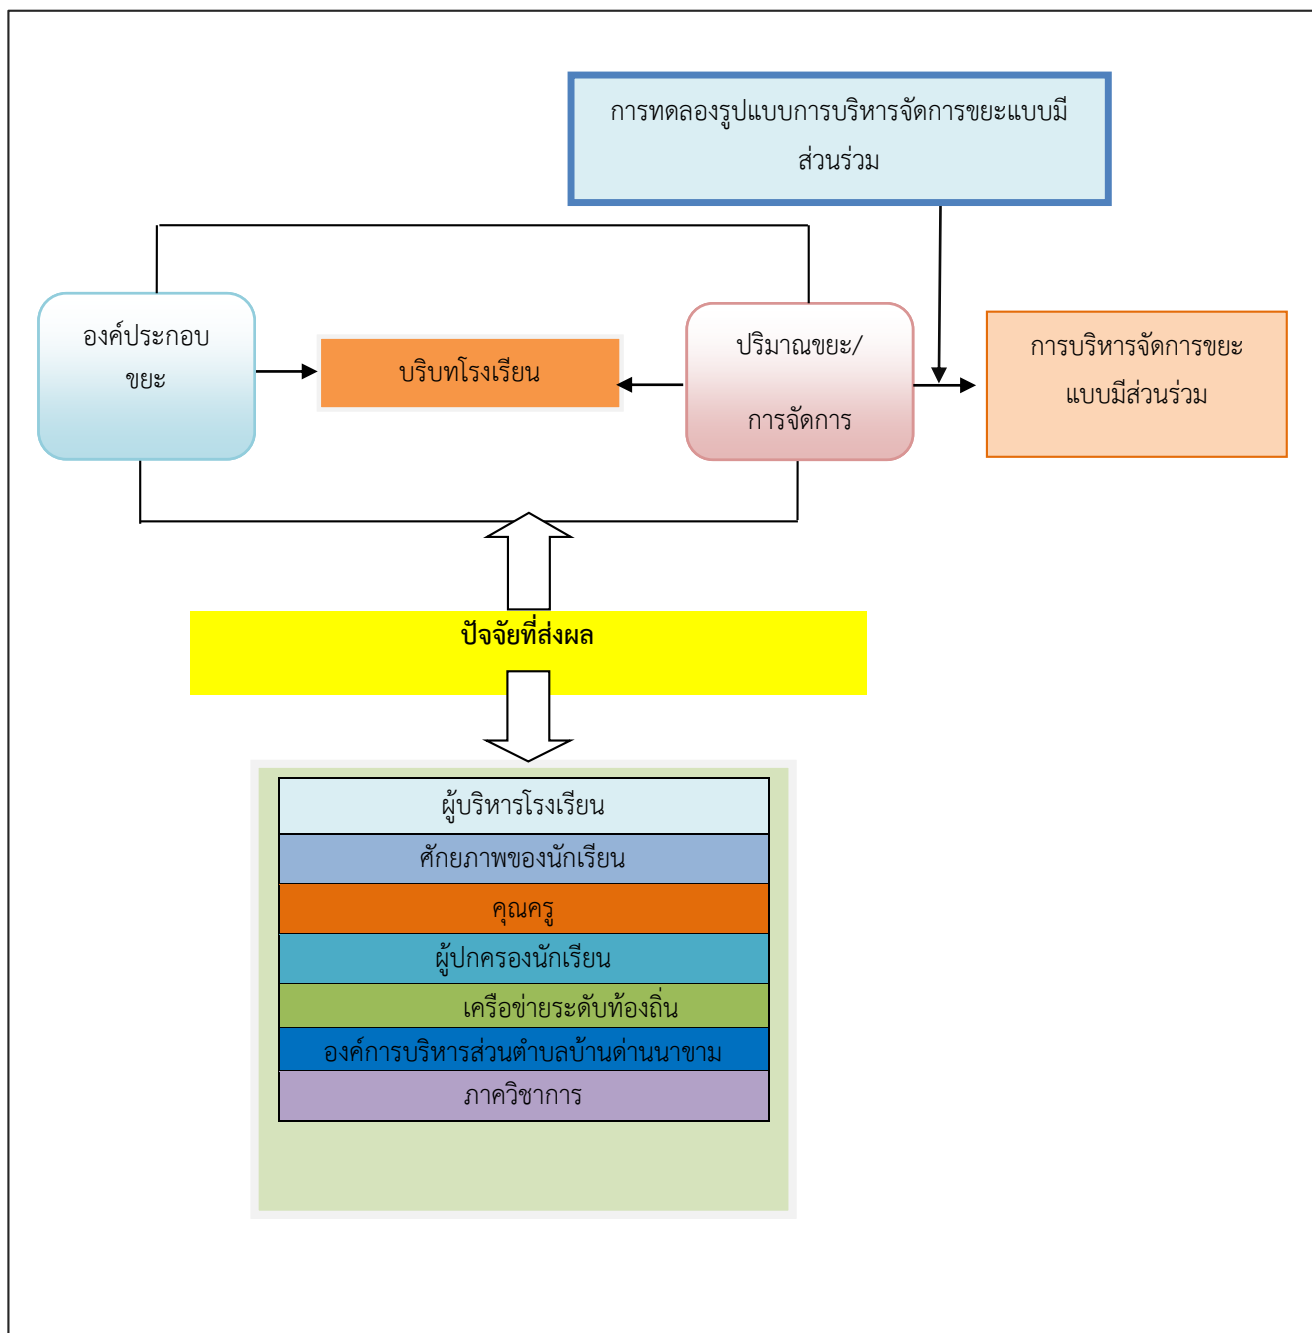 การทดลองรูปแบบการบริหารจัดการขยะแบบมี
ส่วนร่วม
องค์ประกอบ
ขยะ
บริบทโรงเรียน
ปริมาณขยะ/
การจัดการ
การบริหารจัดการขยะ
แบบมีส่วนร่วม
ปัจจัยที่ส่งผล
ผู้บริหารโรงเรียน
ศักยภาพของนักเรียน
คุณครู
ผู้ปกครองนักเรียน
เครือข่ายระดับท้องถิ่น
องค์การบริหารส่วนตำบลบ้านด่านนาขาม
ภาควิชาการ